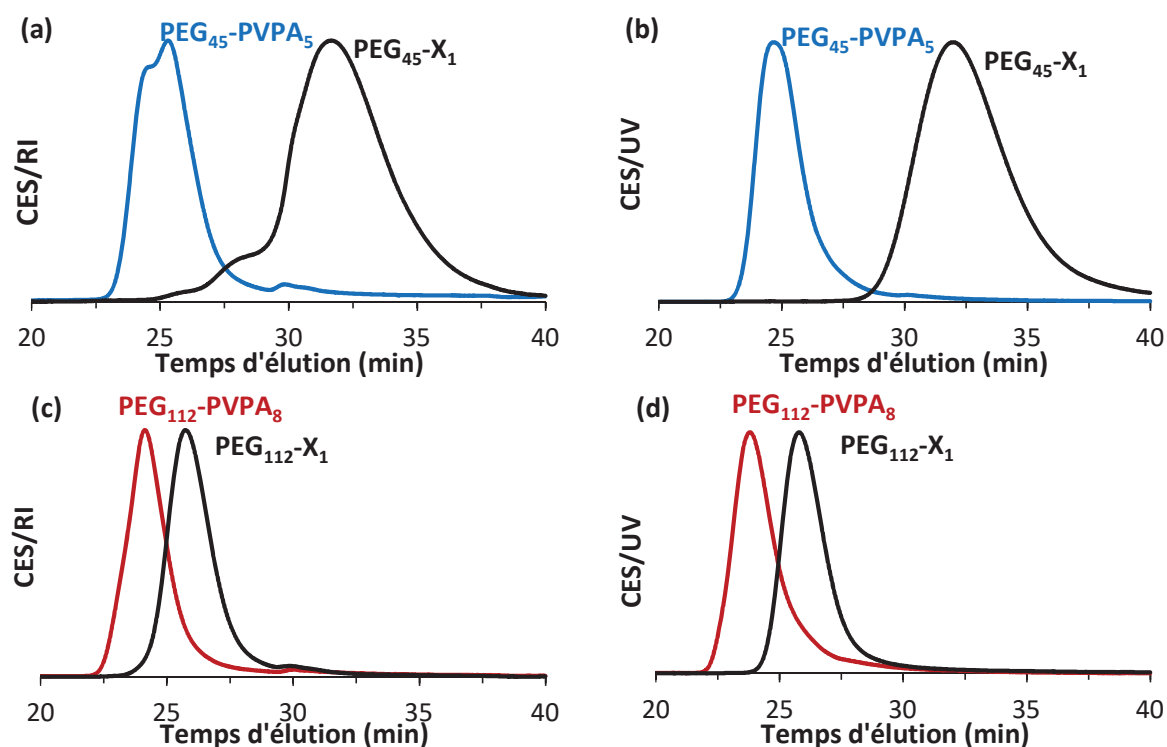 (a)
PEG45-PVPA5
PEG45-X1
CES/RI
20 25 30 35 40
Temps d'élution (min)
(b)
PEG45-PVPA5
PEG45-X1
CES/UV
20 25 30 35 40
Temps d'élution (min)
(c)
PEG112-PVPA8
PEG112-X1
CES/RI
20 25 30 35 40
Temps d'élution (min)
(d)
PEG112-PVPA8
PEG112-X1
CES/UV
20 25 30 35 40
Temps d'élution (min)